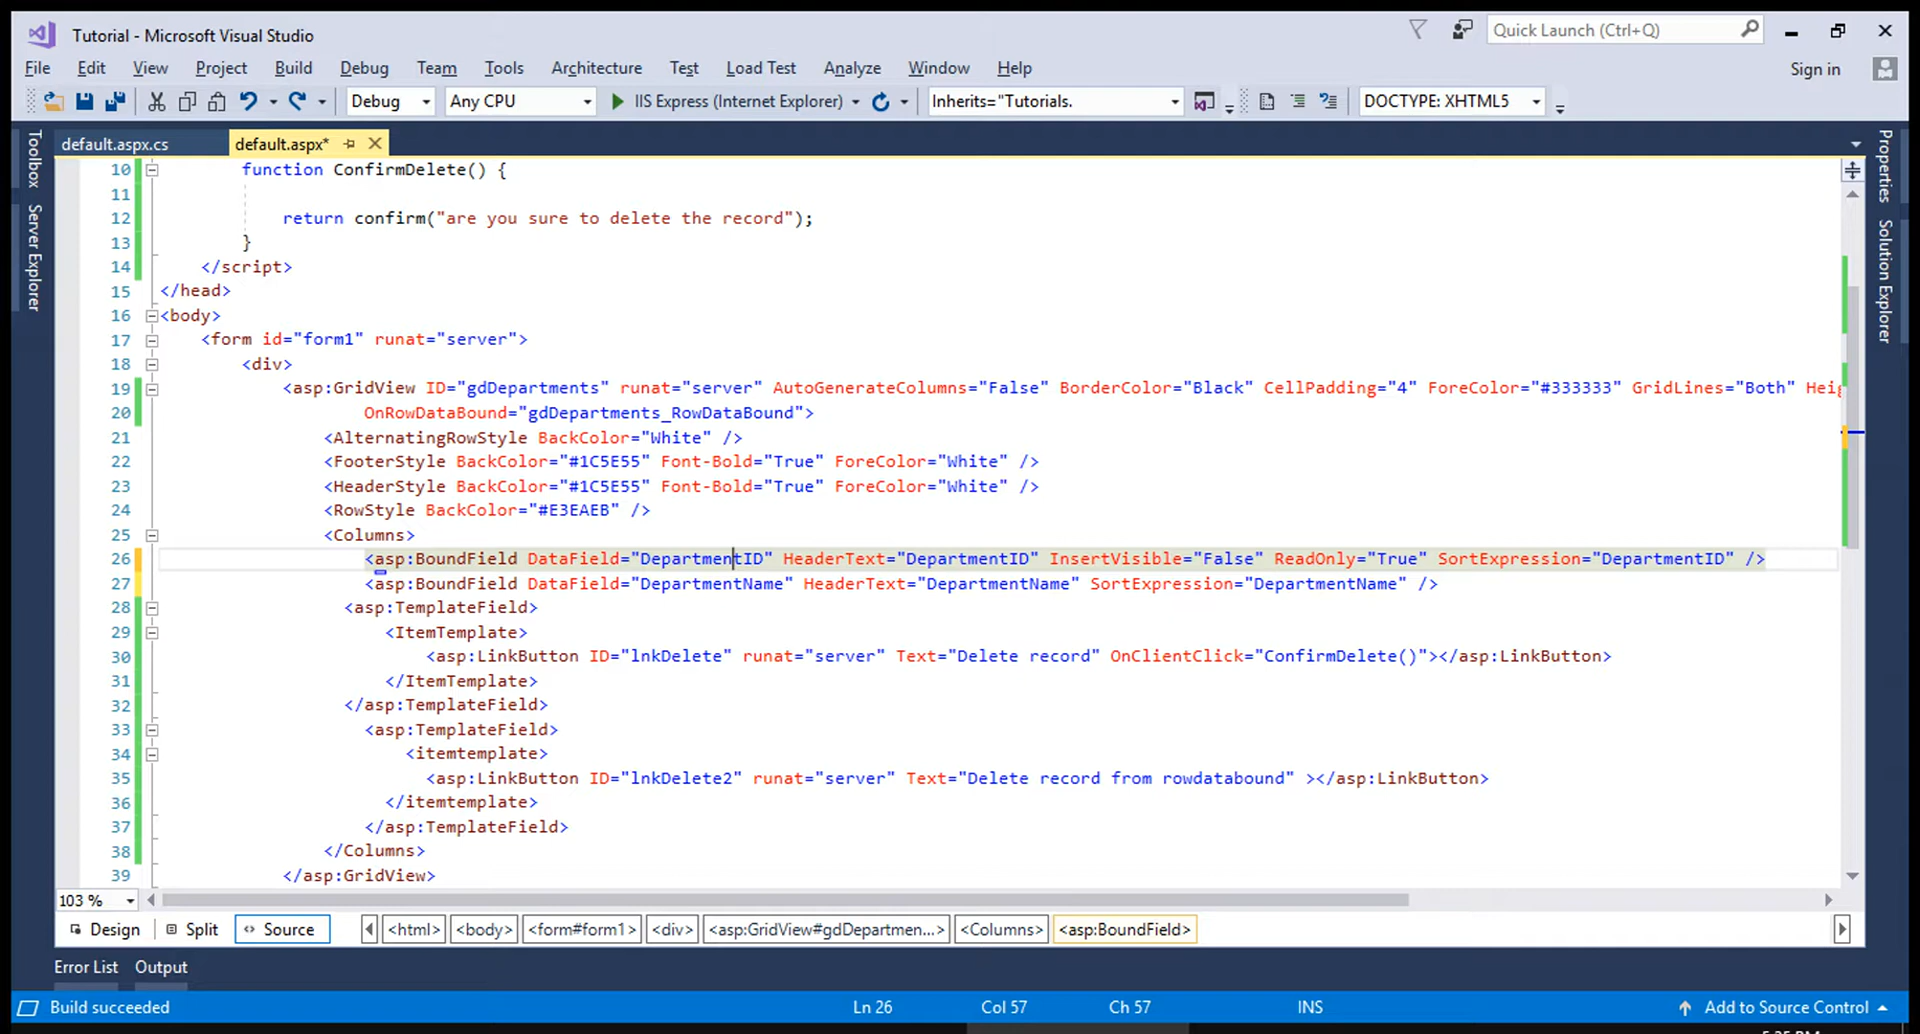 Tutorial - Microsoft Visual Studio
Quick Launch (Ctrl+Q)
File Edit View Project Build Debug Team Tools Architecture Test Load Test Analyze Window Help
Sign in
Debug Any CPU IIS Express (Internet Explorer) Inherits="Tutorials. DOCTYPE: XHTML5
default.aspx.cs default.aspx*
Toolbox
Server Explorer
Properties
Solution Explorer
10 function ConfirmDelete() {
11
12 return confirm("are you sure to delete the record");
13 }
14 </script>
15 </head>
16 <body>
17 <form id="form1" runat="server">
18 <div>
19 <asp:GridView ID="gdDepartments" runat="server" AutoGenerateColumns="False" BorderColor="Black" CellPadding="4" ForeColor="#333333" GridLines="Both" Heig
20 OnRowDataBound="gdDepartments_RowDataBound">
21 <AlternatingRowStyle BackColor="White" />
22 <FooterStyle BackColor="#1C5E55" Font-Bold="True" ForeColor="White" />
23 <HeaderStyle BackColor="#1C5E55" Font-Bold="True" ForeColor="White" />
24 <RowStyle BackColor="#E3EAEB" />
25 <Columns>
26 <asp:BoundField DataField="DepartmentID" HeaderText="DepartmentID" InsertVisible="False" ReadOnly="True" SortExpression="DepartmentID" />
27 <asp:BoundField DataField="DepartmentName" HeaderText="DepartmentName" SortExpression="DepartmentName" />
28 <asp:TemplateField>
29 <ItemTemplate>
30 <asp:LinkButton ID="lnkDelete" runat="server" Text="Delete record" OnClientClick="ConfirmDelete()"></asp:LinkButton>
31 </ItemTemplate>
32 </asp:TemplateField>
33 <asp:TemplateField>
34 <itemtemplate>
35 <asp:LinkButton ID="lnkDelete2" runat="server" Text="Delete record from rowdatabound" ></asp:LinkButton>
36 </itemtemplate>
37 </asp:TemplateField>
38 </Columns>
39 </asp:GridView>
103 %
Design Split Source <html> <body> <form#form1> <div> <asp:GridView#gdDepartmen...> <Columns> <asp:BoundField>
Error List Output
Build succeeded Ln 26 Col 57 Ch 57 INS Add to Source Control